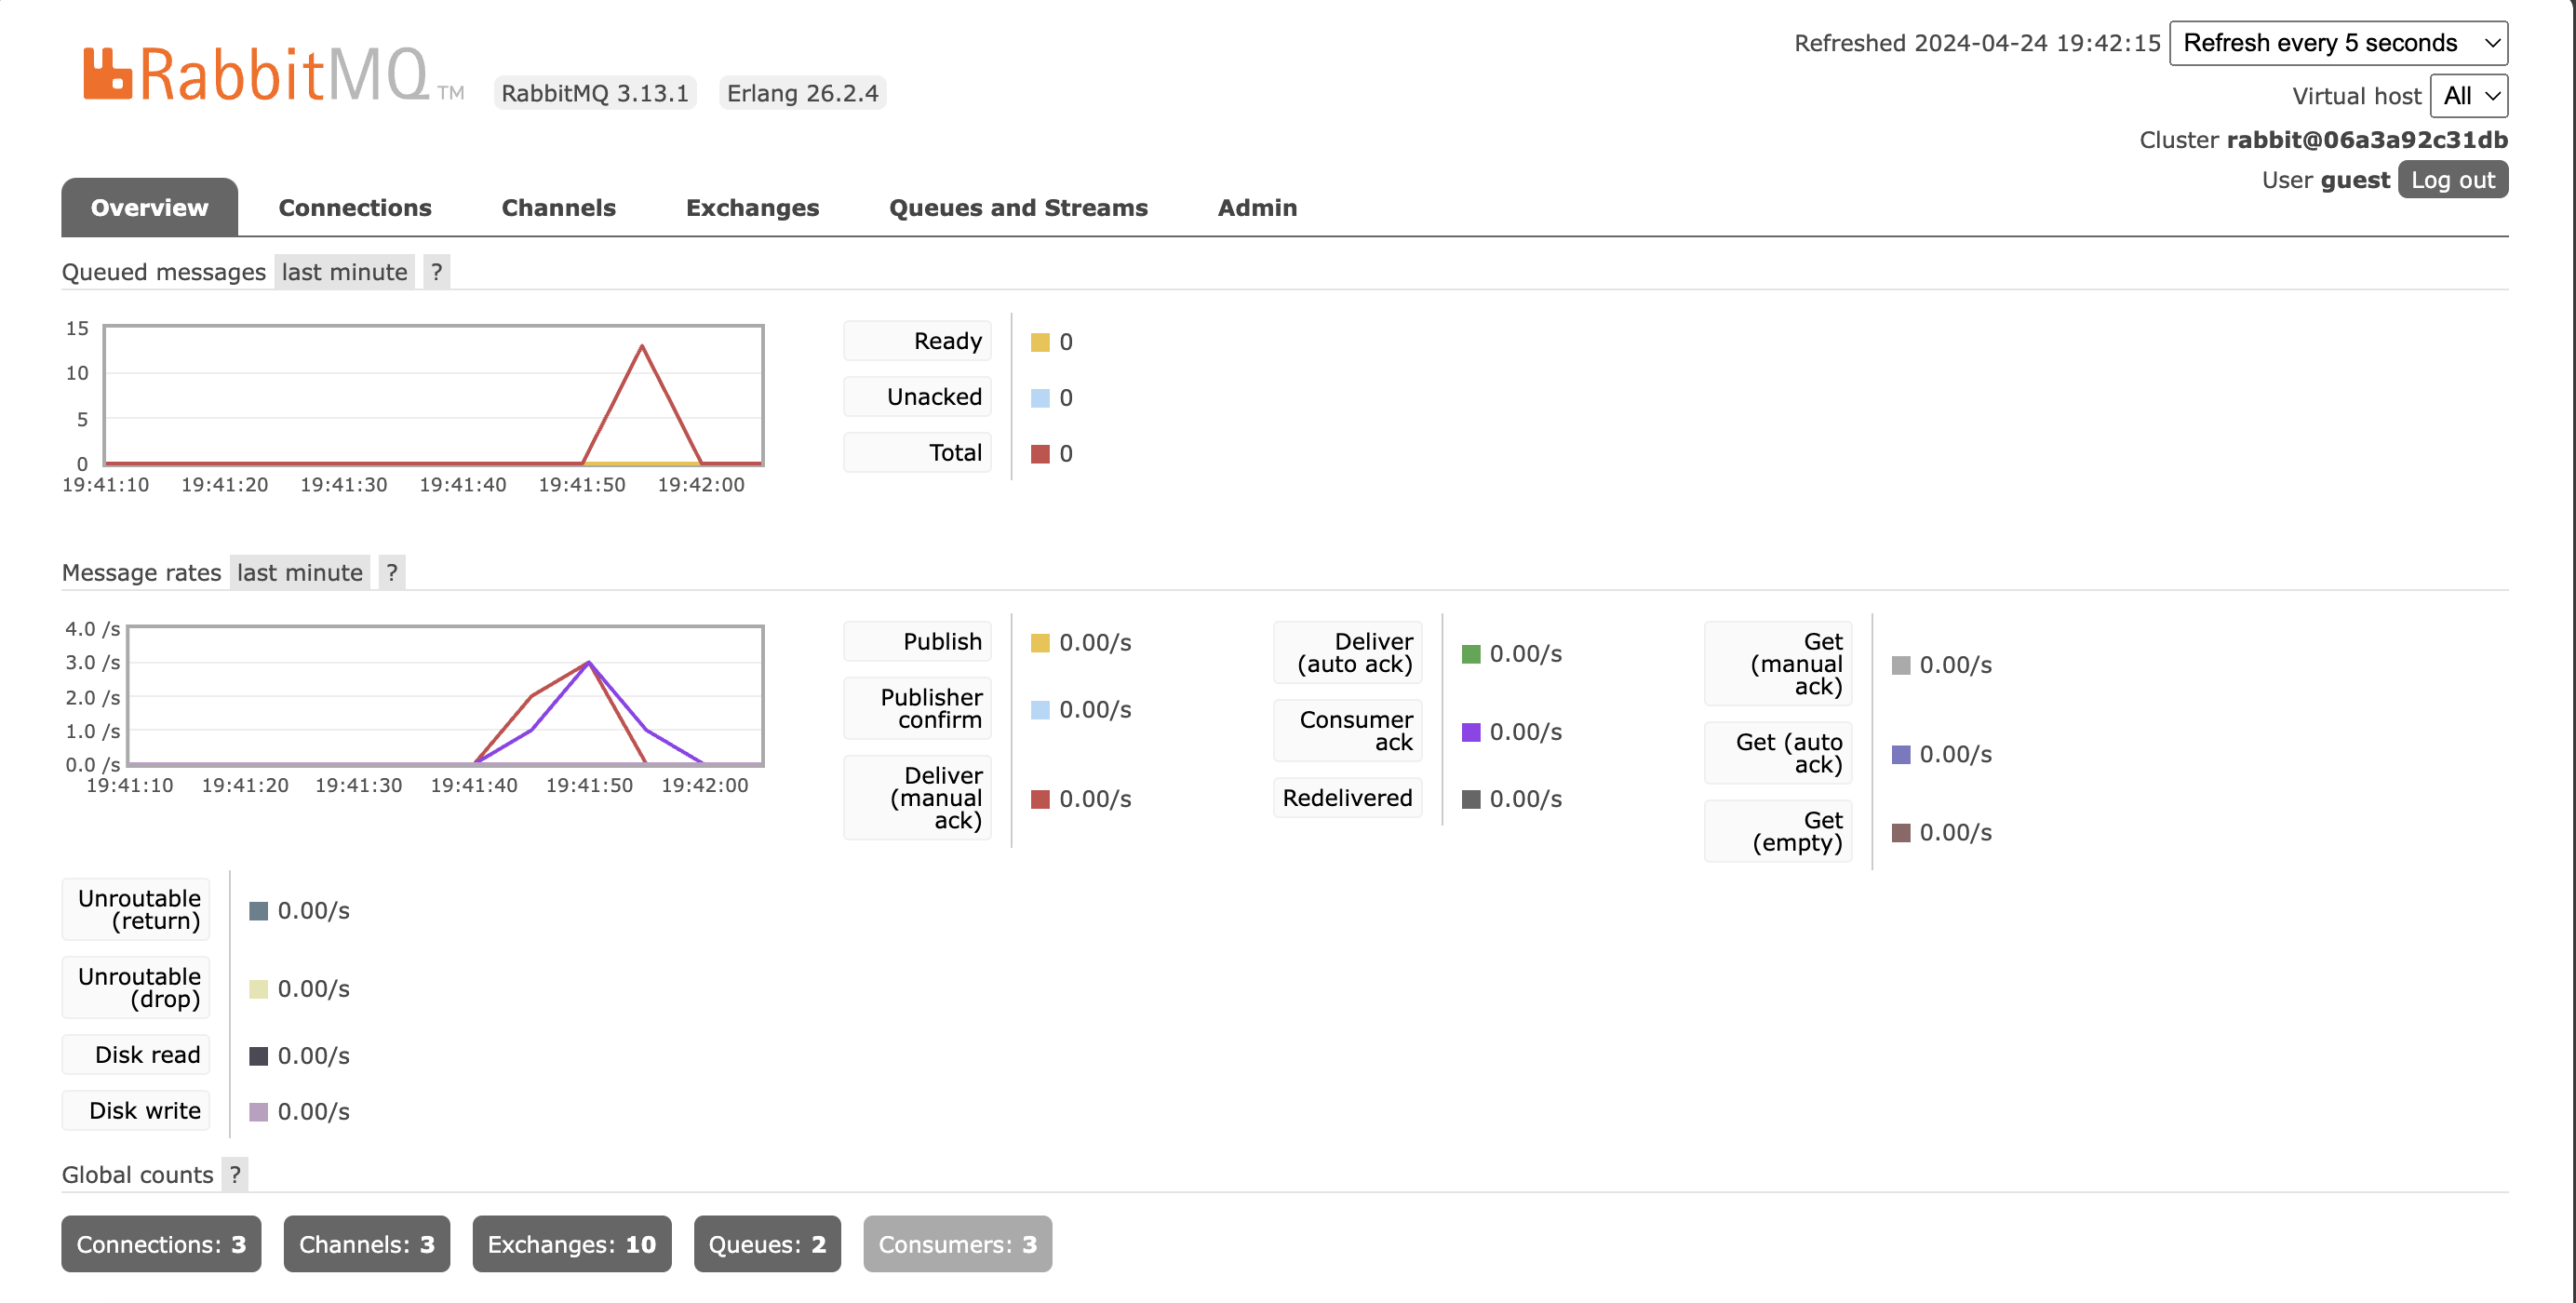 RabbitMQ TM RabbitMQ 3.13.1 Erlang 26.2.4
Refreshed 2024-04-24 19:42:15 Refresh every 5 seconds
Virtual host All
Cluster rabbit@06a3a92c31db
User guest Log out
Overview Connections Channels Exchanges Queues and Streams Admin
Queued messages last minute ?
15
10
5
0
19:41:10 19:41:20 19:41:30 19:41:40 19:41:50 19:42:00
Ready 0
Unacked 0
Total 0
Message rates last minute ?
4.0 /s
3.0 /s
2.0 /s
1.0 /s
0.0 /s
19:41:10 19:41:20 19:41:30 19:41:40 19:41:50 19:42:00
Publish 0.00/s
Publisher
confirm 0.00/s
Deliver
(manual 0.00/s
ack)
Deliver
(auto ack) 0.00/s
Consumer
ack 0.00/s
Redelivered 0.00/s
Get
(manual 0.00/s
ack)
Get (auto
ack) 0.00/s
Get
(empty) 0.00/s
Unroutable
(return) 0.00/s
Unroutable
(drop) 0.00/s
Disk read 0.00/s
Disk write 0.00/s
Global counts ?
Connections: 3 Channels: 3 Exchanges: 10 Queues: 2 Consumers: 3